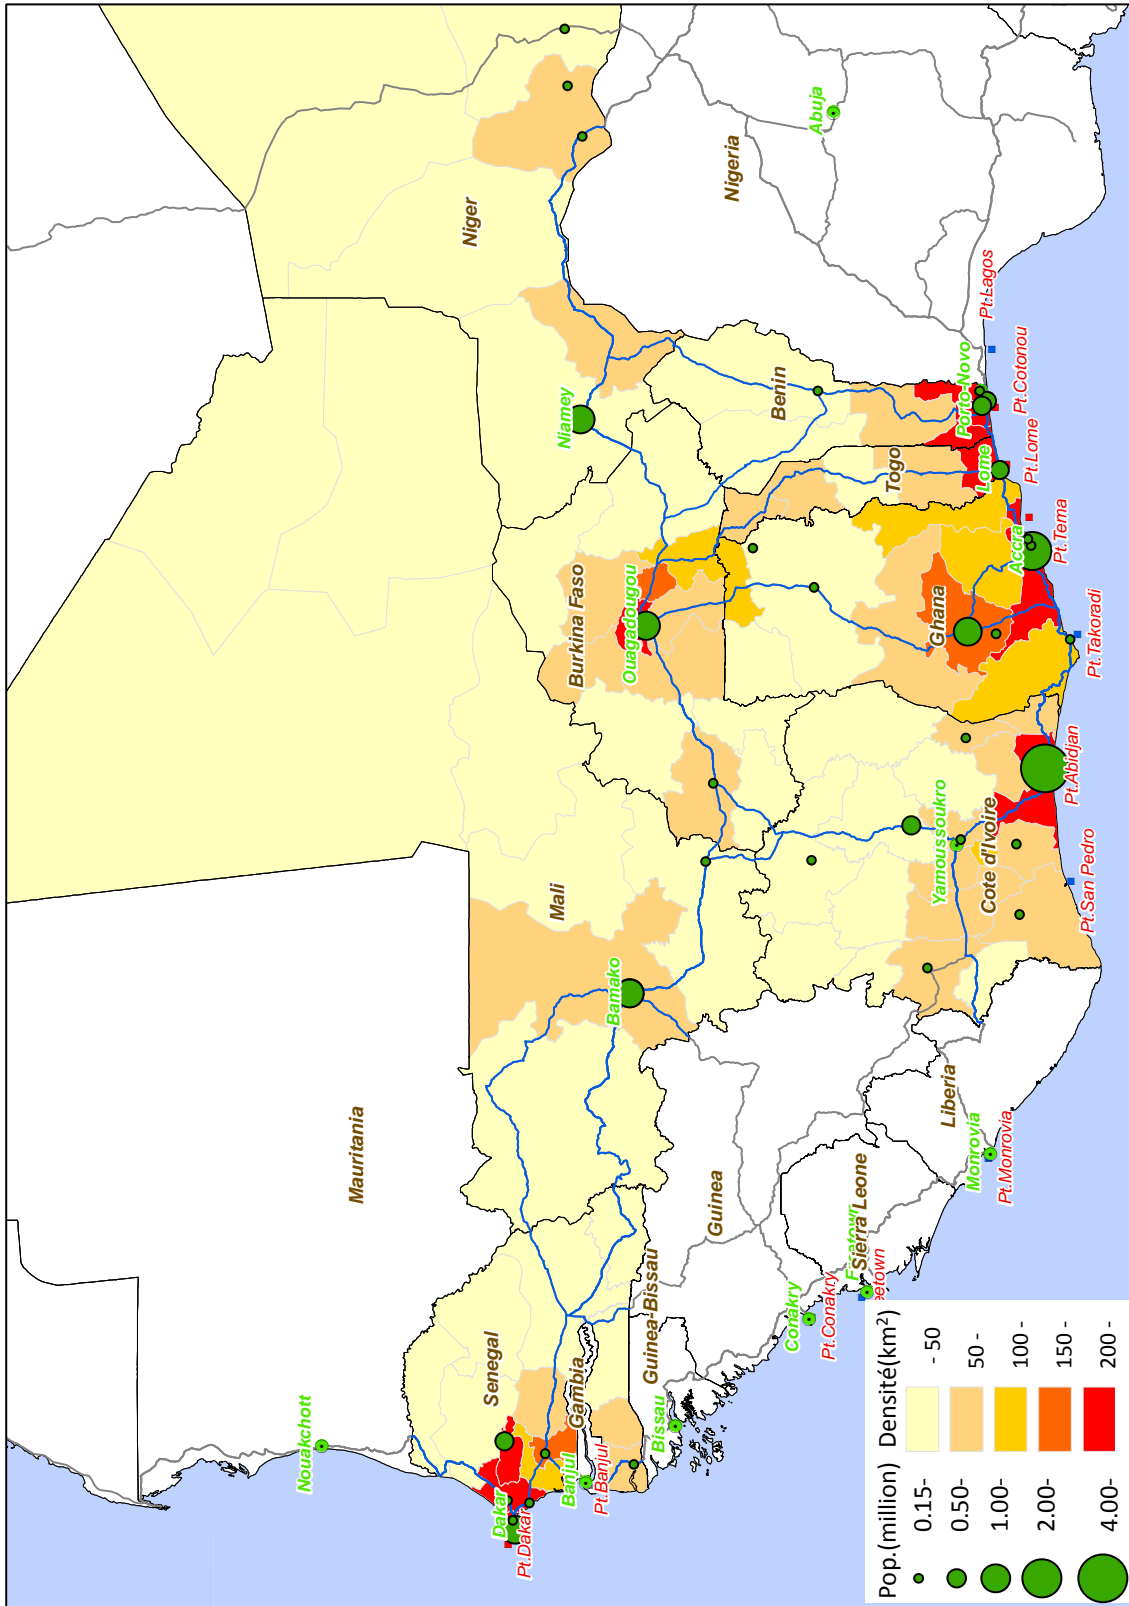 Nouakchott
Mauritania
Mali
Niger
Niamey
Nigeria
Abuja
Senegal
Dakar
Pt.Dakar
Gambia
Banjul
Pt.Banjul
Guinea-Bissau
Bissau
Guinea
Conakry
Pt.Conakry
Sierra Leone
Liberia
Monrovia
Pt.Monrovia
Bamako
Burkina Faso
Ouagadougou
Benin
Togo
Ghana
Cote d'Ivoire
Yamoussoukro
Pt.San Pedro
Pt.Abidjan
Pt.Takoradi
Accra
Pt.Tema
Lome
Pt.Lome
Porto-Novo
Pt.Cotonou
Pt.Lagos
Pop.(million) Densité(km²)
0.15- - 50
0.50- 50 -
1.00- 100 -
2.00- 150 -
4.00- 200 -